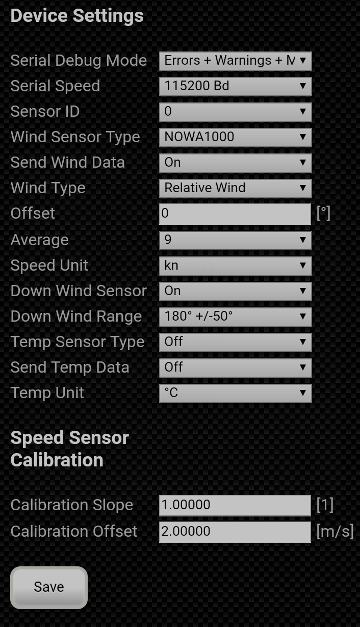 Device Settings
Serial Debug Mode Errors + Warnings + M
Serial Speed 115200 Bd
Sensor ID 0
Wind Sensor Type NOWA1000
Send Wind Data On
Wind Type Relative Wind
Offset 0 [°]
Average 9
Speed Unit kn
Down Wind Sensor On
Down Wind Range 180° +/-50°
Temp Sensor Type Off
Send Temp Data Off
Temp Unit °C
Speed Sensor
Calibration
Calibration Slope 1.00000 [1]
Calibration Offset 2.00000 [m/s]
Save